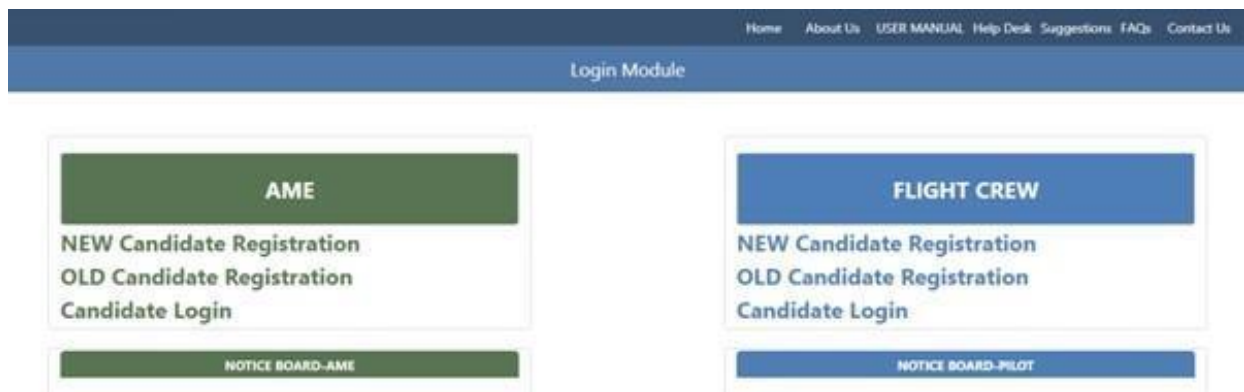 Home About Us USER MANUAL Help Desk Suggestions FAQs Contact Us
Login Module
AME
NEW Candidate Registration
OLD Candidate Registration
Candidate Login
NOTICE BOARD-AME
FLIGHT CREW
NEW Candidate Registration
OLD Candidate Registration
Candidate Login
NOTICE BOARD-PILOT